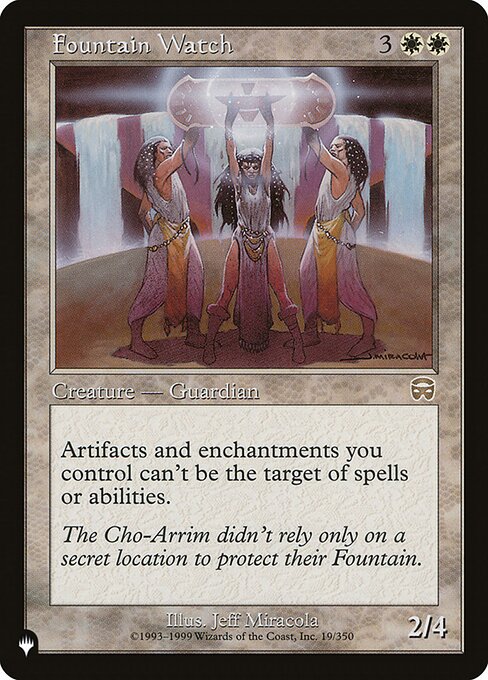 Fountain Watch 3
J. MIRACOLA
Creature — Guardian
Artifacts and enchantments you
control can't be the target of spells
or abilities.
The Cho-Arrim didn't rely only on a
secret location to protect their Fountain.
Illus. Jeff Miracola
©1993–1999 Wizards of the Coast, Inc. 19/350
2/4